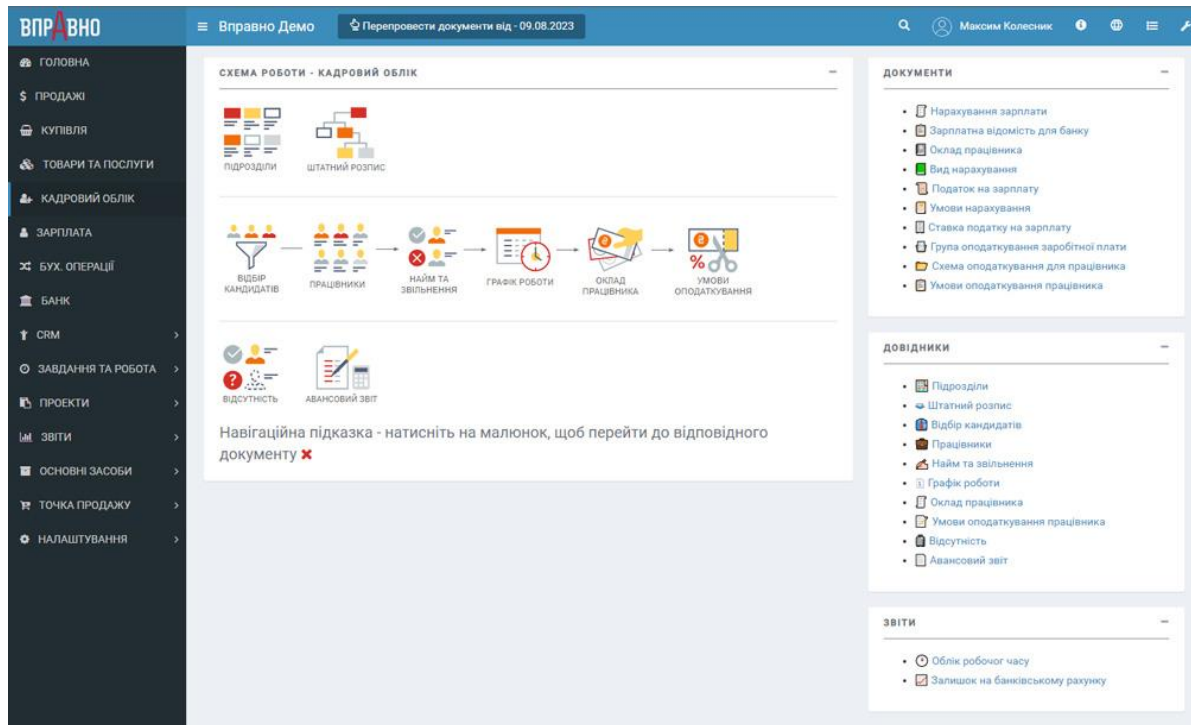 ВПРАВНО
Вправно Демо
Перепровести документи від - 09.08.2023
Максим Колесник
ГОЛОВНА
ПРОДАЖІ
КУПІВЛЯ
ТОВАРИ ТА ПОСЛУГИ
КАДРОВИЙ ОБЛІК
ЗАРПЛАТА
БУХ. ОПЕРАЦІЇ
БАНК
CRM
ЗАВДАННЯ ТА РОБОТА
ПРОЕКТИ
ЗВІТИ
ОСНОВНІ ЗАСОБИ
ТОЧКА ПРОДАЖУ
НАЛАШТУВАННЯ
СХЕМА РОБОТИ - КАДРОВИЙ ОБЛІК
ПІДРОЗДІЛИ
ШТАТНИЙ РОЗПИС
ВІДБІР
КАНДИДАТІВ
ПРАЦІВНИКИ
НАЙМ ТА
ЗВІЛЬНЕННЯ
ГРАФІК РОБОТИ
ОКЛАД
ПРАЦІВНИКА
УМОВИ
ОПОДАТКУВАННЯ
ВІДСУТНІСТЬ
АВАНСОВИЙ ЗВІТ
Навігаційна підказка - натисніть на малюнок, щоб перейти до відповідного
документу
ДОКУМЕНТИ
Нарахування зарплати
Зарплатна відомість для банку
Оклад працівника
Вид нарахування
Податок на зарплату
Умови нарахування
Ставка податку на зарплату
Група оподаткування заробітної плати
Схема оподаткування для працівника
Умови оподаткування працівника
ДОВІДНИКИ
Підрозділи
Штатний розпис
Відбір кандидатів
Працівники
Найм та звільнення
Графік роботи
Оклад працівника
Умови оподаткування працівника
Відсутність
Авансовий звіт
ЗВІТИ
Облік робочог часу
Залишок на банківському рахунку